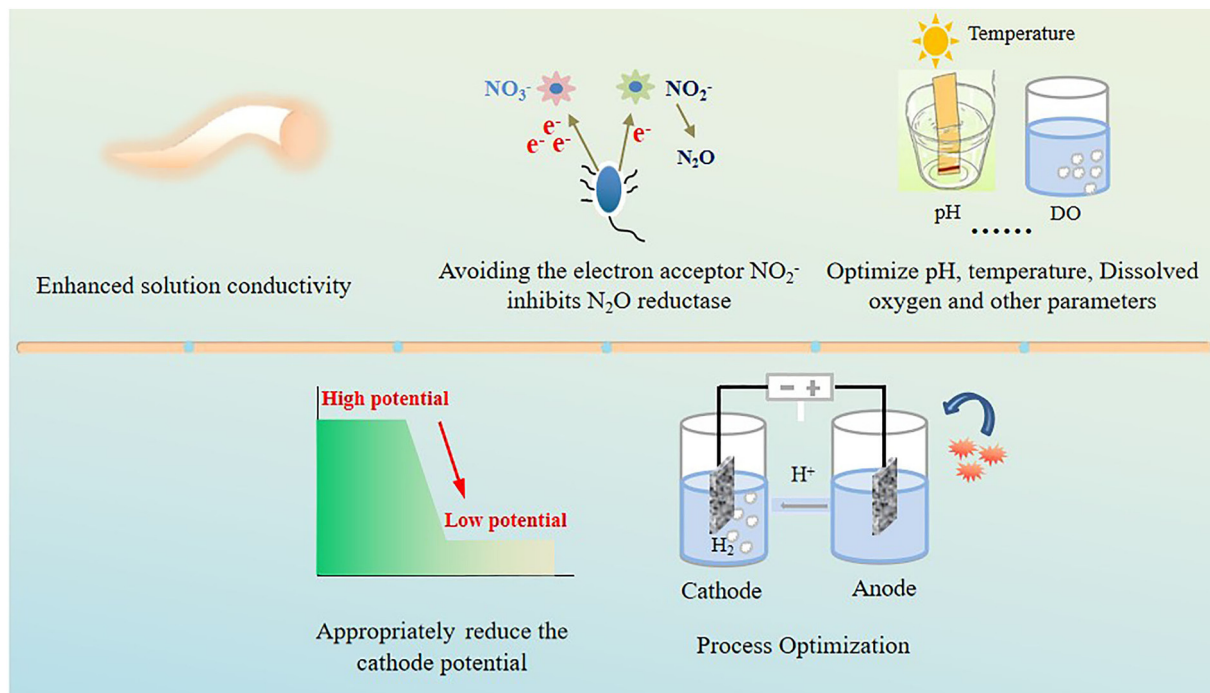 Temperature
NO₃⁻
NO₂⁻
e⁻
e⁻ e⁻
e⁻
N₂O
pH
DO
......
Enhanced solution conductivity
Avoiding the electron acceptor NO₂⁻
inhibits N₂O reductase
Optimize pH, temperature, Dissolved
oxygen and other parameters
High potential
Low potential
Appropriately reduce the
cathode potential
− +
H⁺
H₂
Cathode
Anode
Process Optimization